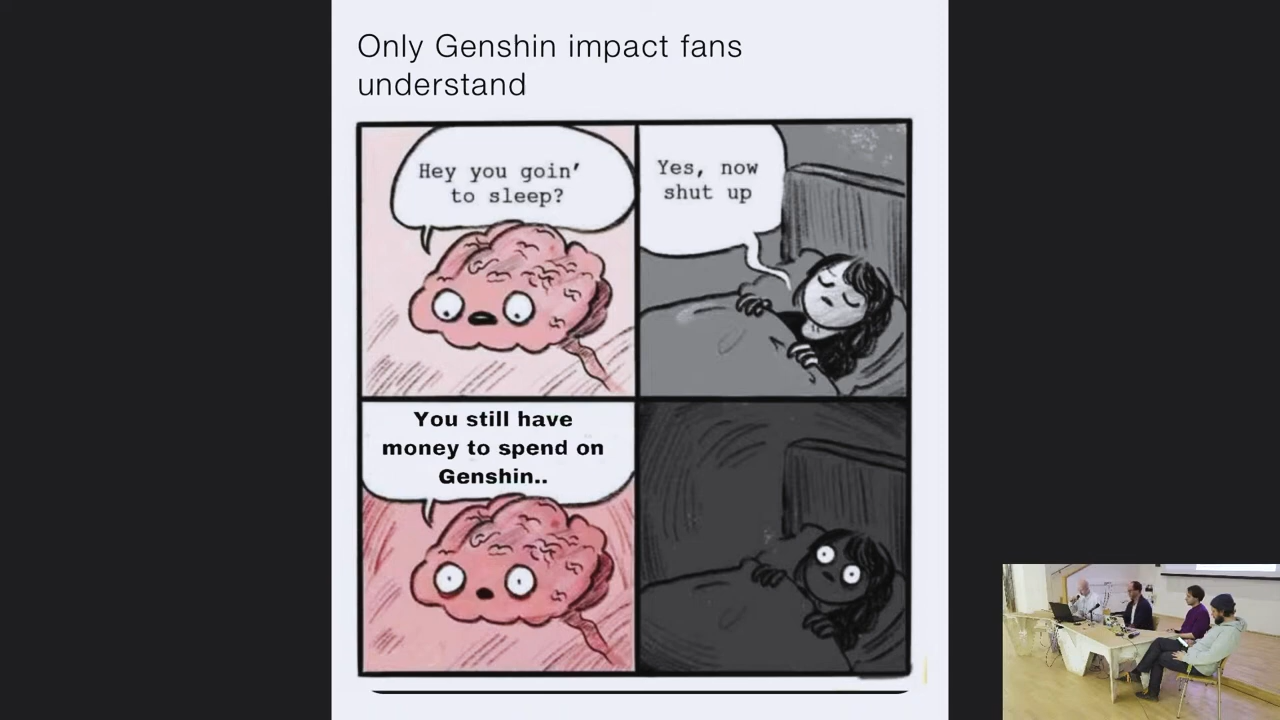 Only Genshin impact fans
understand
Hey you goin'
to sleep?
Yes, now
shut up
You still have
money to spend on
Genshin..